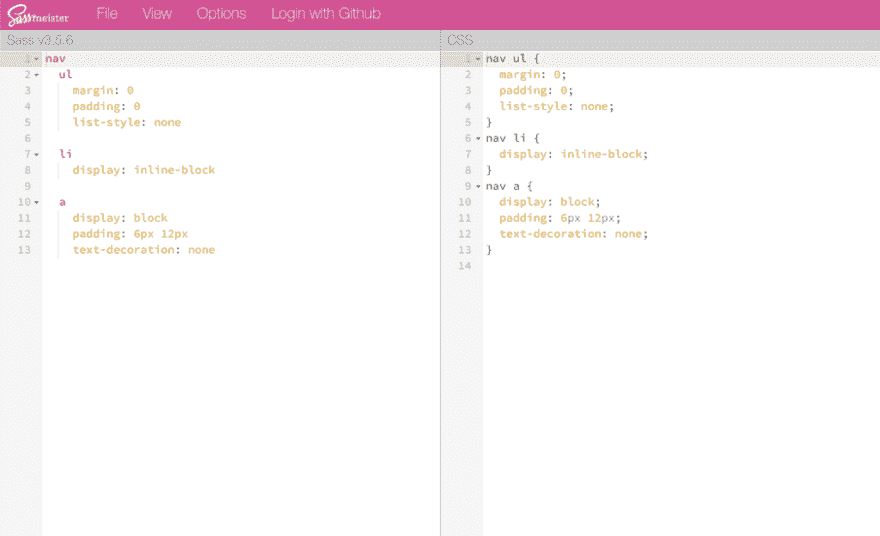 Sassmeister File View Options Login with Github
Sass v3.5.6
1 nav
2 ul
3 margin: 0
4 padding: 0
5 list-style: none
6
7 li
8 display: inline-block
9
10 a
11 display: block
12 padding: 6px 12px
13 text-decoration: none
CSS
1 nav ul {
2 margin: 0;
3 padding: 0;
4 list-style: none;
5 }
6 nav li {
7 display: inline-block;
8 }
9 nav a {
10 display: block;
11 padding: 6px 12px;
12 text-decoration: none;
13 }
14